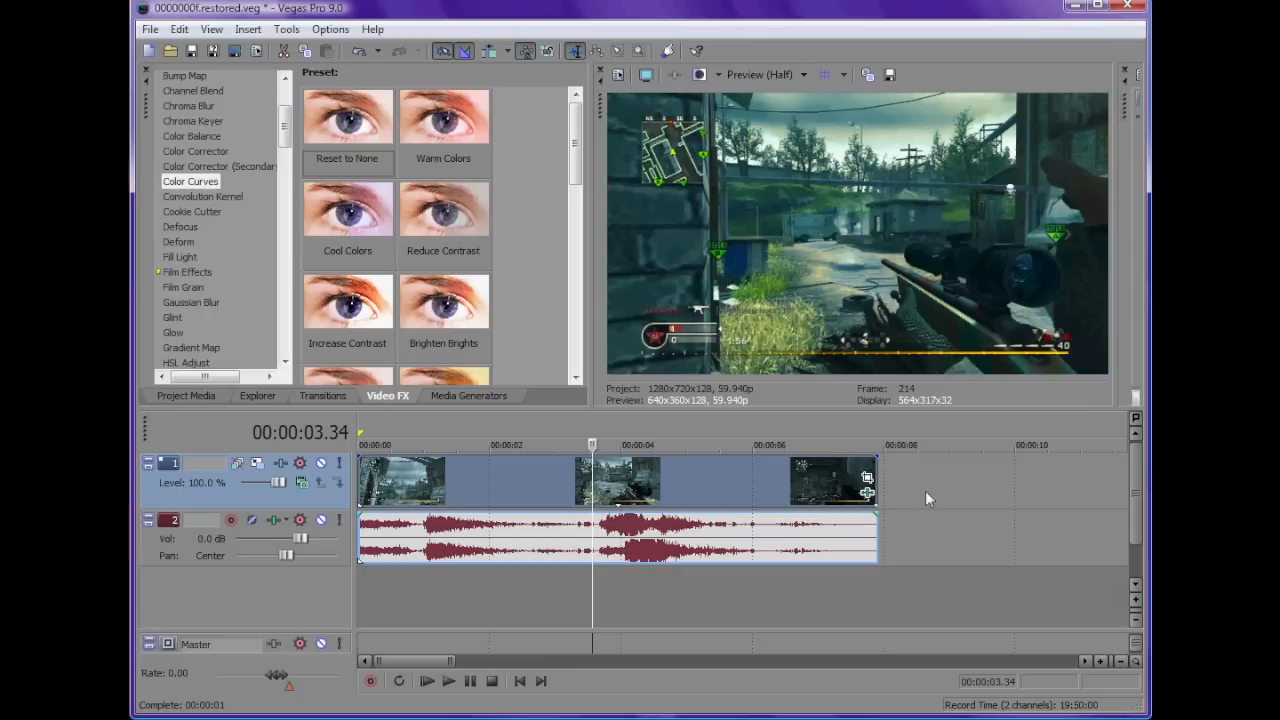 0000000f.restored.veg * - Vegas Pro 9.0
File Edit View Insert Tools Options Help
Bump Map
Channel Blend
Chroma Blur
Chroma Keyer
Color Balance
Color Corrector
Color Corrector (Secondar
Color Curves
Convolution Kernel
Cookie Cutter
Defocus
Deform
Fill Light
Film Effects
Film Grain
Gaussian Blur
Glint
Glow
Gradient Map
HSL Adjust
Preset:
Reset to None
Warm Colors
Cool Colors
Reduce Contrast
Increase Contrast
Brighten Brights
Project Media Explorer Transitions Video FX Media Generators
Preview (Half)
1:56
40
0
Project: 1280x720x128, 59.940p
Frame: 214
Preview: 640x360x128, 59.940p
Display: 564x317x32
00:00:03.34
00:00:00 00:00:02 00:00:04 00:00:06 00:00:08 00:00:10
1
Level: 100.0 %
2
Vol: 0.0 dB
Pan: Center
Master
Rate: 0.00
00:00:03.34
Complete: 00:00:01
Record Time (2 channels): 19:50:00